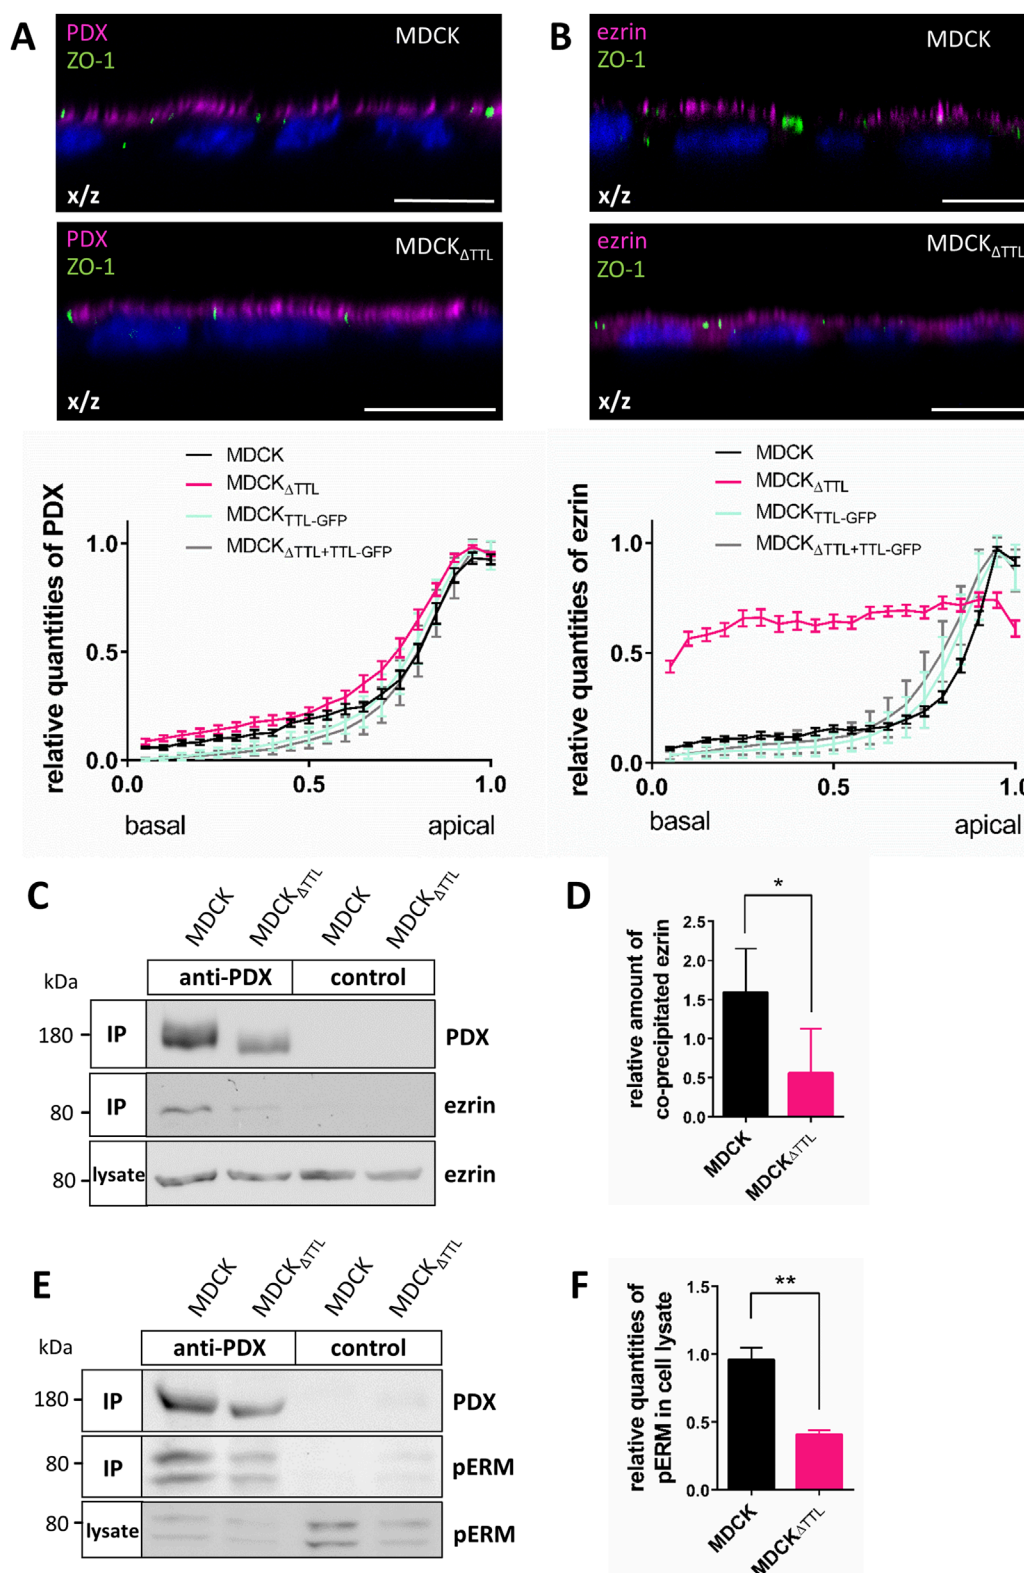 A
PDX
ZO-1
MDCK
x/z
PDX
ZO-1
MDCKΔTTL
x/z
MDCK
MDCKΔTTL
MDCKTTL-GFP
MDCKΔTTL+TTL-GFP
relative quantities of PDX
1.0
0.5
0.0
0.0
0.5
1.0
basal
apical
B
ezrin
ZO-1
MDCK
x/z
ezrin
ZO-1
MDCKΔTTL
x/z
MDCK
MDCKΔTTL
MDCKTTL-GFP
MDCKΔTTL+TTL-GFP
relative quantities of ezrin
1.0
0.5
0.0
0.0
0.5
1.0
basal
apical
C
MDCK
MDCKΔTTL
MDCK
MDCKΔTTL
kDa
anti-PDX
control
180
IP
PDX
80
IP
ezrin
80
lysate
ezrin
D
*
relative amount of
co-precipitated ezrin
2.5
2.0
1.5
1.0
0.5
0.0
MDCK
MDCKΔTTL
E
MDCK
MDCKΔTTL
MDCK
MDCKΔTTL
kDa
anti-PDX
control
180
IP
PDX
80
IP
pERM
80
lysate
pERM
F
**
relative quantities of
pERM in cell lysate
1.5
1.0
0.5
0.0
MDCK
MDCKΔTTL